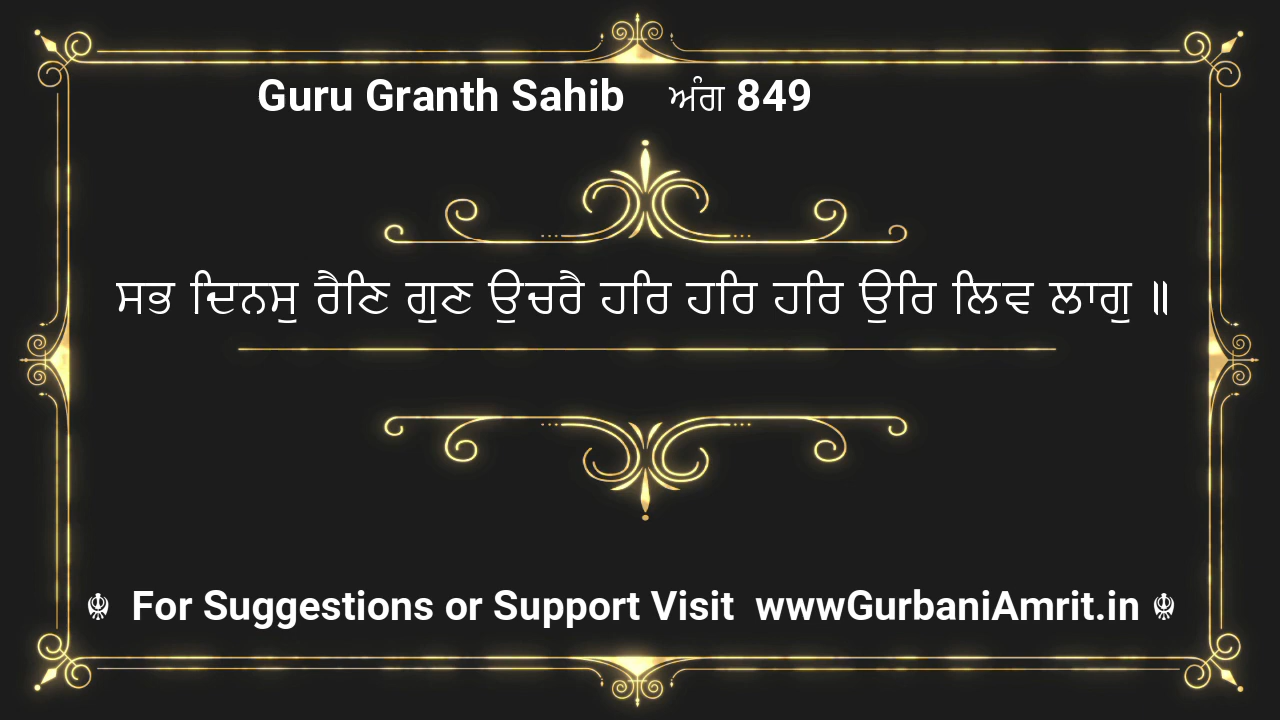 Guru Granth Sahib ਅੰਗ 849
ਸਭ ਦਿਨਸੁ ਰੈਣਿ ਗੁਣ ਉਚਰੈ ਹਰਿ ਹਰਿ ਹਰਿ ਉਰਿ ਲਿਵ ਲਾਗੁ ॥
☬ For Suggestions or Support Visit wwwGurbaniAmrit.in ☬